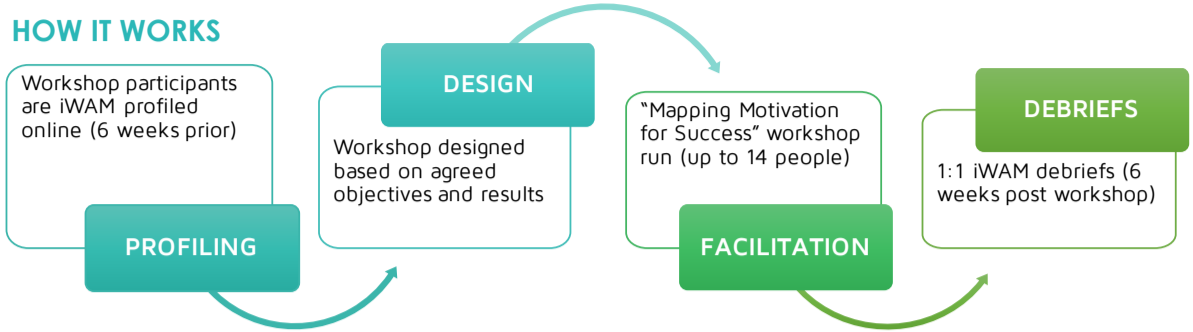 HOW IT WORKS
Workshop participants
are iWAM profiled
online (6 weeks prior)
PROFILING
DESIGN
Workshop designed
based on agreed
objectives and results
“Mapping Motivation
for Success” workshop
run (up to 14 people)
FACILITATION
DEBRIEFS
1:1 iWAM debriefs (6
weeks post workshop)